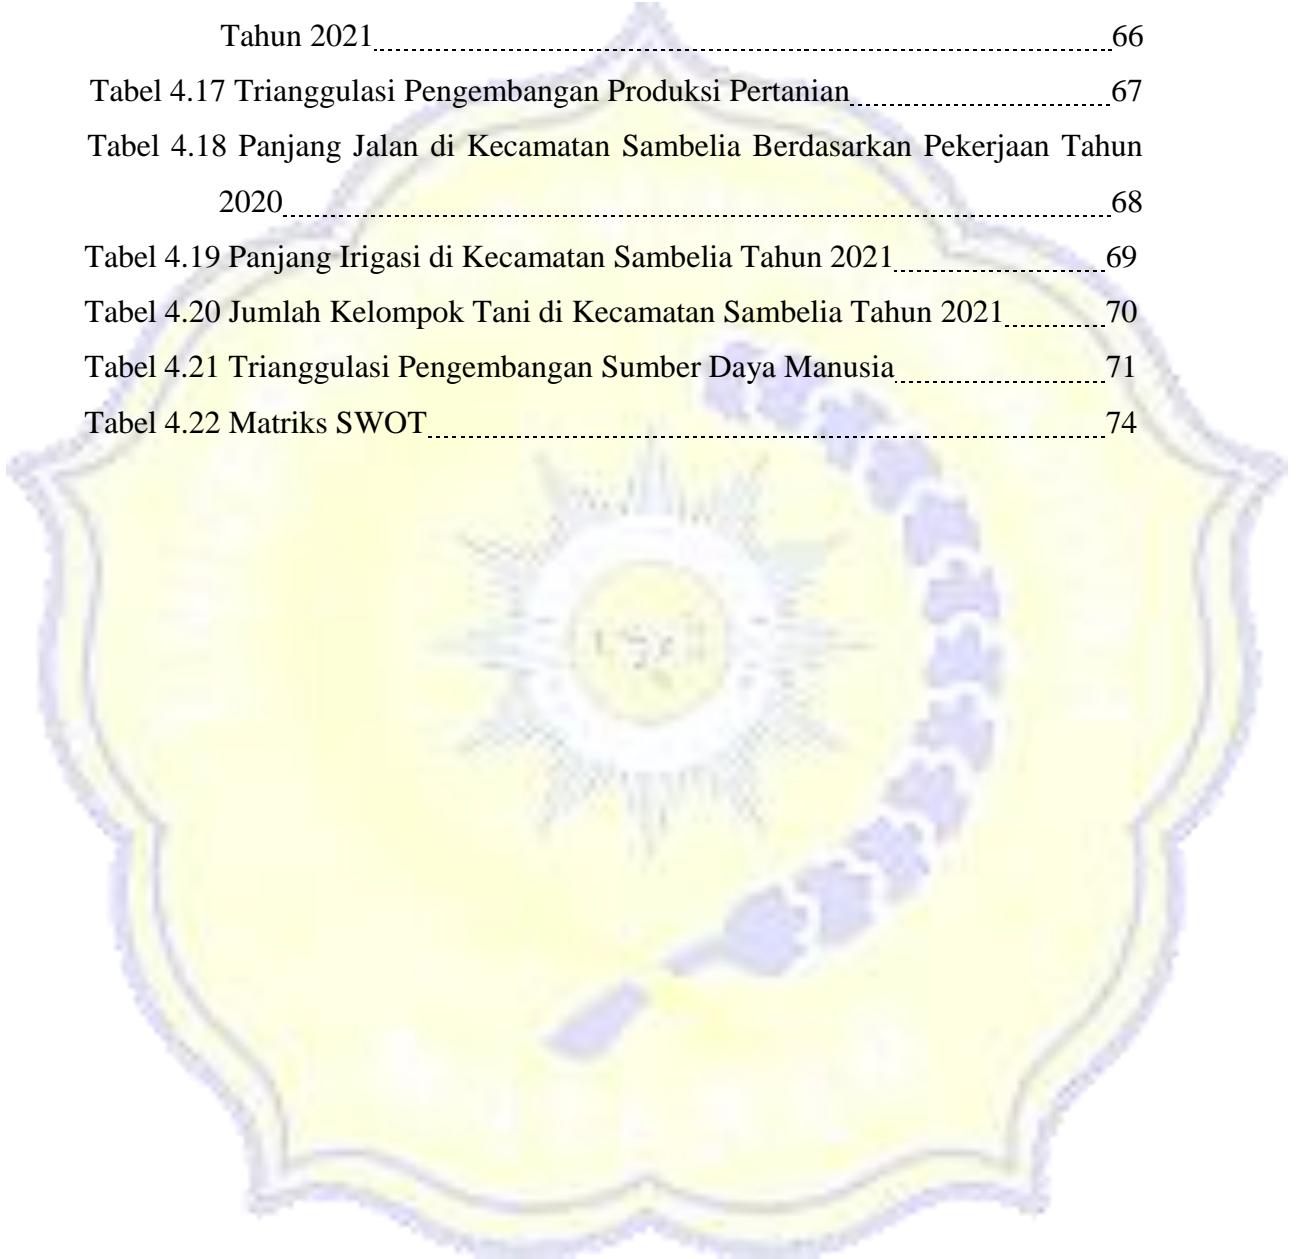 Tahun 2021........................................................................66
Tabel 4.17 Trianggulasi Pengembangan Produksi Pertanian........................67
Tabel 4.18 Panjang Jalan di Kecamatan Sambelia Berdasarkan Pekerjaan Tahun
2020........................................................................68
Tabel 4.19 Panjang Irigasi di Kecamatan Sambelia Tahun 2021........................69
Tabel 4.20 Jumlah Kelompok Tani di Kecamatan Sambelia Tahun 2021............70
Tabel 4.21 Trianggulasi Pengembangan Sumber Daya Manusia........................71
Tabel 4.22 Matriks SWOT........................................................................74